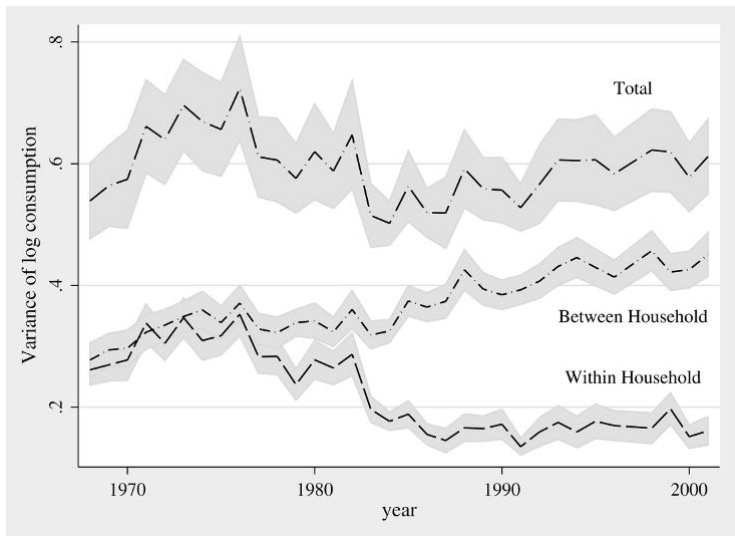 .8
.6
.4
.2
Variance of log consumption
Total
Between Household
Within Household
1970
1980
1990
2000
year